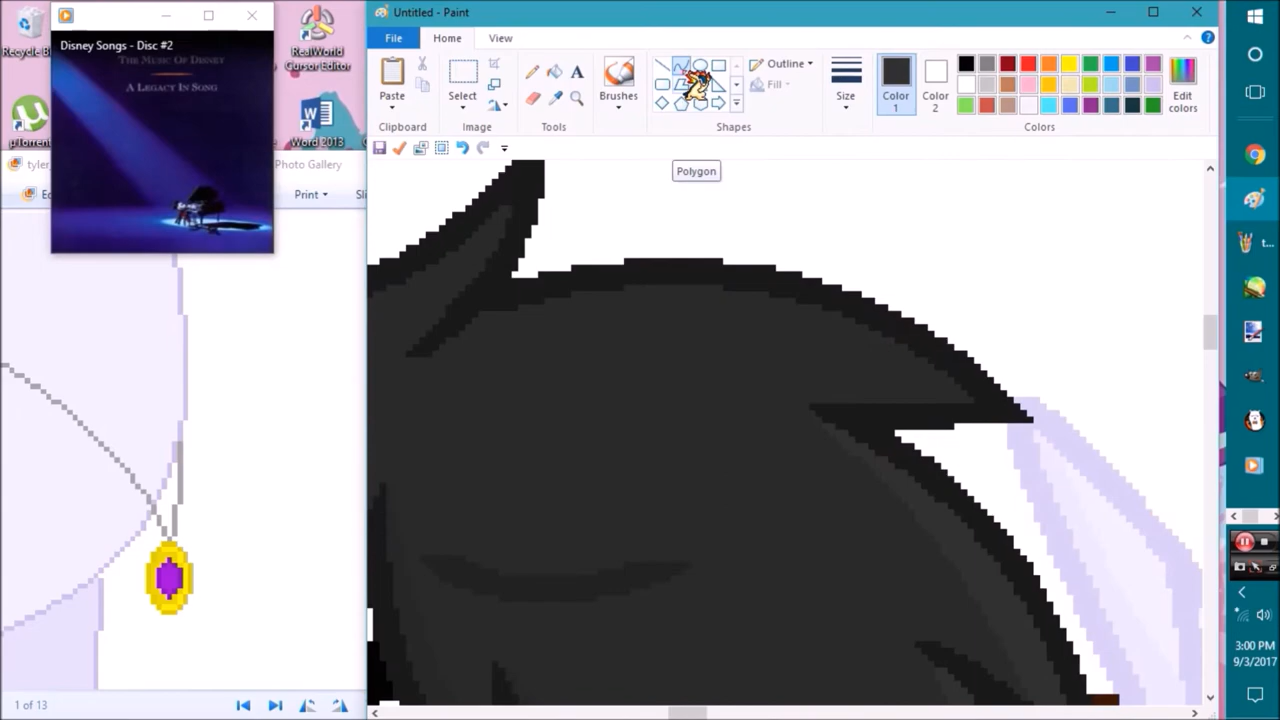 Recycle B
RealWorld
Cursor Editor
µTorrent
Word 2013
Disney Songs - Disc #2
THE MUSIC OF DISNEY
A LEGACY IN SONG
tyler
Photo Gallery
Print
1 of 13
Untitled - Paint
File
Home
View
Paste
Clipboard
Select
Image
A
Tools
Brushes
Outline
Fill
Shapes
Size
Color
1
Color
2
Edit
colors
Colors
Polygon
t...
3:00 PM
9/3/2017